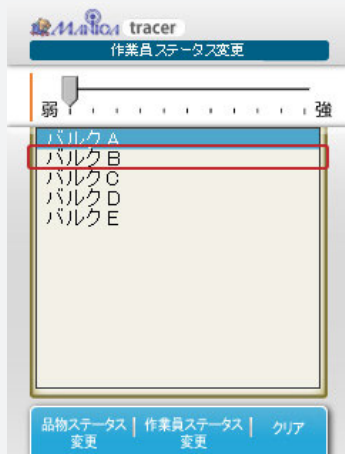 MANICA tracer
作業員ステータス変更
弱 強
バルクA
バルクB
バルクC
バルクD
バルクE
品物ステータス | 作業員ステータス | クリア
変更 変更